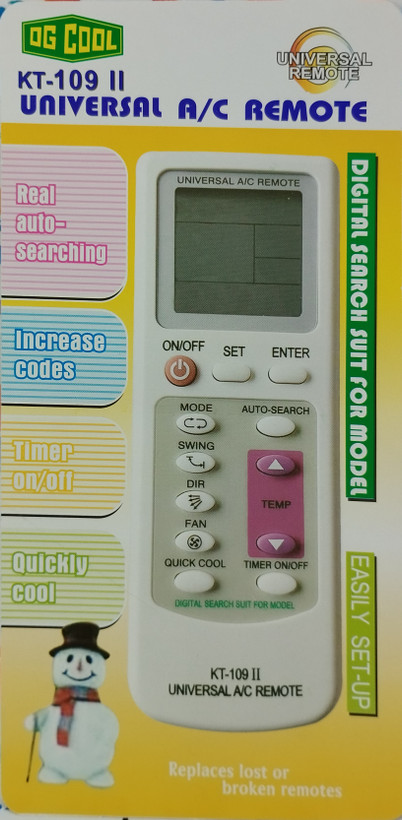 OG COOL
UNIVERSAL
REMOTE
KT-109 II
UNIVERSAL A/C REMOTE
Real
auto-
searching
Increase
codes
Timer
on/off
Quickly
cool
UNIVERSAL A/C REMOTE
ON/OFF SET ENTER
MODE AUTO-SEARCH
SWING
DIR
TEMP
FAN
QUICK COOL TIMER ON/OFF
DIGITAL SEARCH SUIT FOR MODEL
KT-109 II
UNIVERSAL A/C REMOTE
DIGITAL SEARCH SUIT FOR MODEL
EASILY SET-UP
Replaces lost or
broken remotes